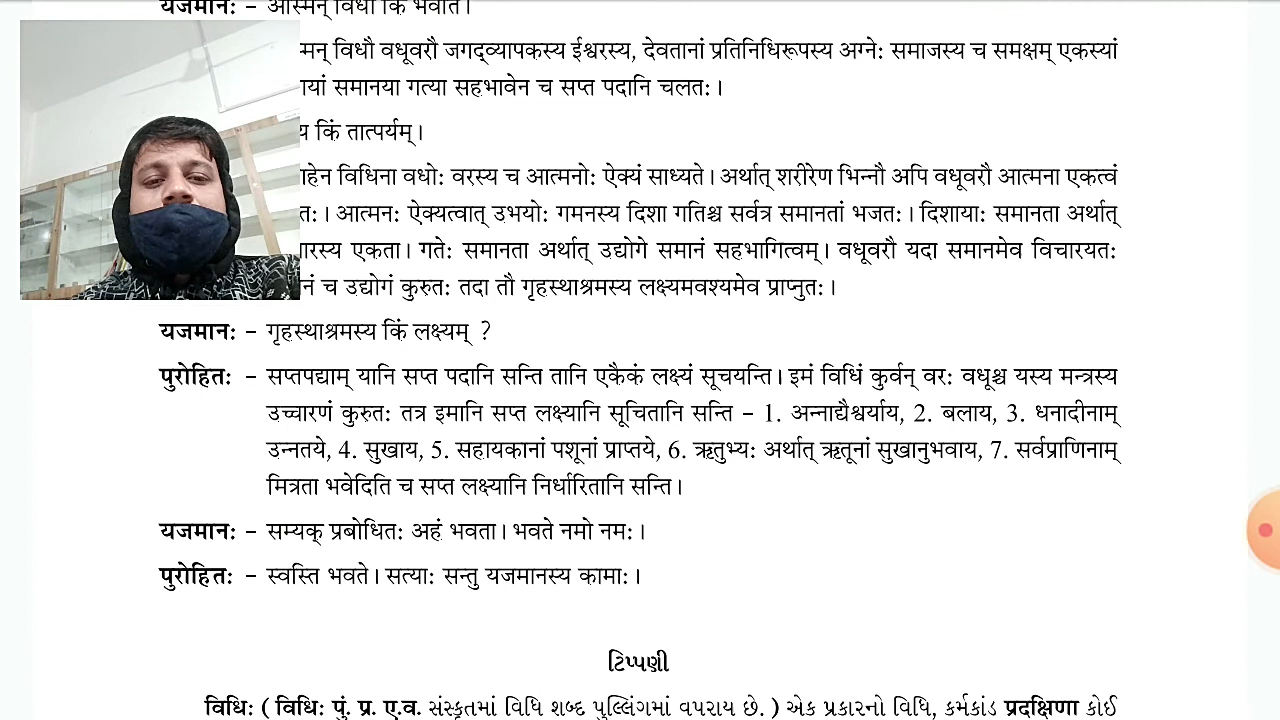 यजमानः – अस्मिन् विधौ किं भवति।
मन् विधौ वधूवरौ जगद्व्यापकस्य ईश्वरस्य, देवतानां प्रतिनिधिरूपस्य अग्नेः समाजस्य च समक्षम् एकस्यां
समानया गत्या सहभावेन च सप्त पदानि चलतः।
किं तात्पर्यम्।
विधिना वधोः वरस्य च आत्मनोः ऐक्यं साध्यते। अर्थात् शरीरेण भिन्नौ अपि वधूवरौ आत्मना एकत्वं
तः। आत्मनः ऐक्यत्वात् उभयोः गमनस्य दिशा गतिश्च सर्वत्र समानतां भजतः। दिशायाः समानता अर्थात्
एकता। गतेः समानता अर्थात् उद्योगे समानं सहभागित्वम्। वधूवरौ यदा समानमेव विचारयतः
नं च उद्योगं कुरुतः तदा तौ गृहस्थाश्रमस्य लक्ष्यमवश्यमेव प्राप्नुतः।
यजमानः – गृहस्थाश्रमस्य किं लक्ष्यम् ?
पुरोहितः – सप्तपद्याम् यानि सप्त पदानि सन्ति तानि एकैकं लक्ष्यं सूचयन्ति। इमं विधिं कुर्वन् वरः वधूश्च यस्य मन्त्रस्य
उच्चारणं कुरुतः तत्र इमानि सप्त लक्ष्यानि सूचितानि सन्ति – 1. अन्नाद्यैश्वर्याय, 2. बलाय, 3. धनादीनाम्
उन्नतये, 4. सुखाय, 5. सहायकानां पशूनां प्राप्तये, 6. ऋतुभ्यः अर्थात् ऋतूनां सुखानुभवाय, 7. सर्वप्राणिनाम्
मित्रता भवेदिति च सप्त लक्ष्यानि निर्धारितानि सन्ति।
यजमानः – सम्यक् प्रबोधितः अहं भवता। भवते नमो नमः।
पुरोहितः – स्वस्ति भवते। सत्याः सन्तु यजमानस्य कामाः।
ટિપ્પણી
विधिः ( विधिः पुं. प्र. ए.व. સંસ્કૃતમાં વિધિ શબ્દ પુલ્લિંગમાં વપરાય છે. ) એક પ્રકારનો વિધિ, કર્મકાંડ प्रदक्षिणा કોઈ